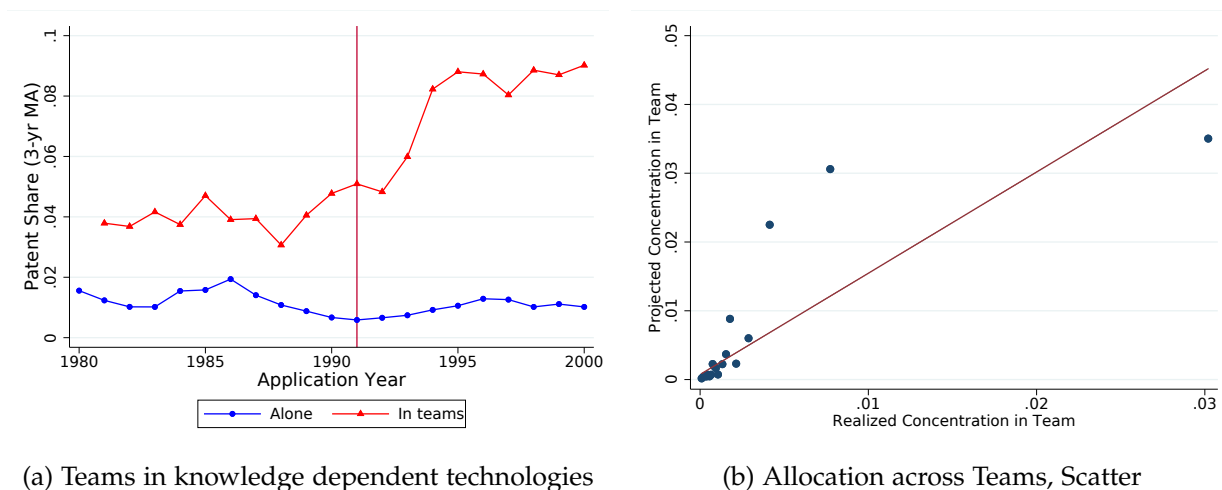 Patent Share (3-yr MA)
.1
.08
.06
.04
.02
0
1980 1985 1990 1995 2000
Application Year
Alone In teams
(a) Teams in knowledge dependent technologies
Projected Concentration in Team
.05
.04
.03
.02
.01
0
0 .01 .02 .03
Realized Concentration in Team
(b) Allocation across Teams, Scatter